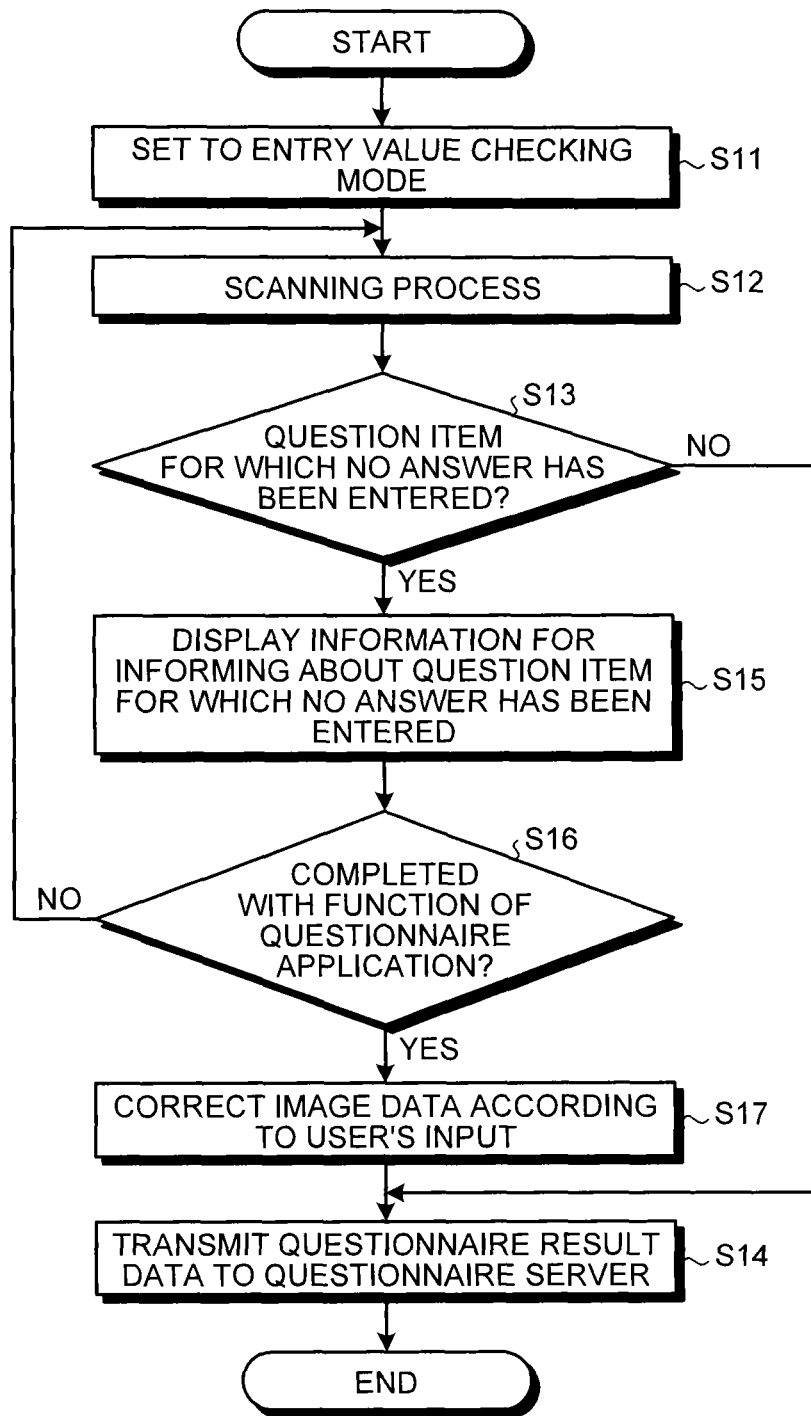 START
SET TO ENTRY VALUE CHECKING
MODE
S11
SCANNING PROCESS
S12
S13
QUESTION ITEM
FOR WHICH NO ANSWER HAS
BEEN ENTERED?
NO
YES
DISPLAY INFORMATION FOR
INFORMING ABOUT QUESTION ITEM
FOR WHICH NO ANSWER HAS BEEN
ENTERED
S15
S16
COMPLETED
WITH FUNCTION OF
QUESTIONNAIRE
APPLICATION?
NO
YES
CORRECT IMAGE DATA ACCORDING
TO USER'S INPUT
S17
TRANSMIT QUESTIONNAIRE RESULT
DATA TO QUESTIONNAIRE SERVER
S14
END